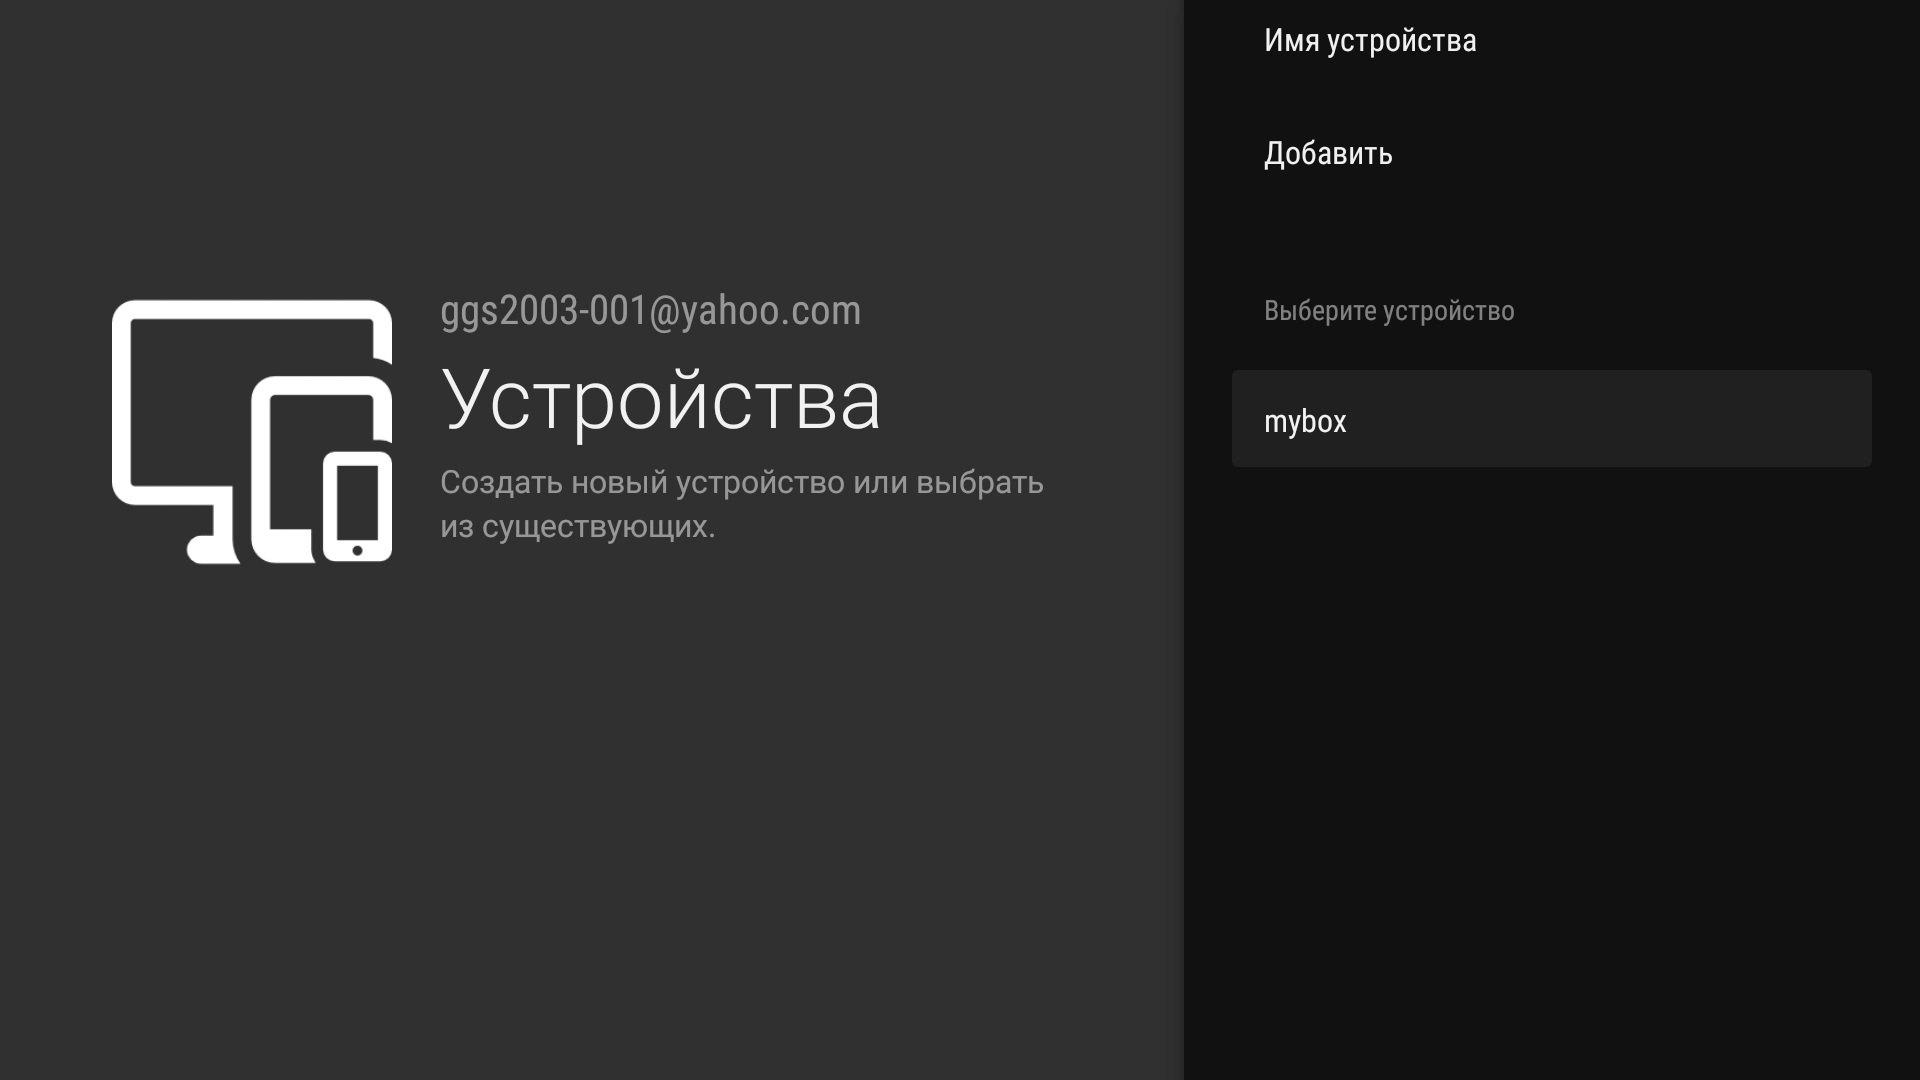 ggs2003-001@yahoo.com
Устройства
Создать новый устройство или выбрать
из существующих.
Имя устройства
Добавить
Выберите устройство
mybox